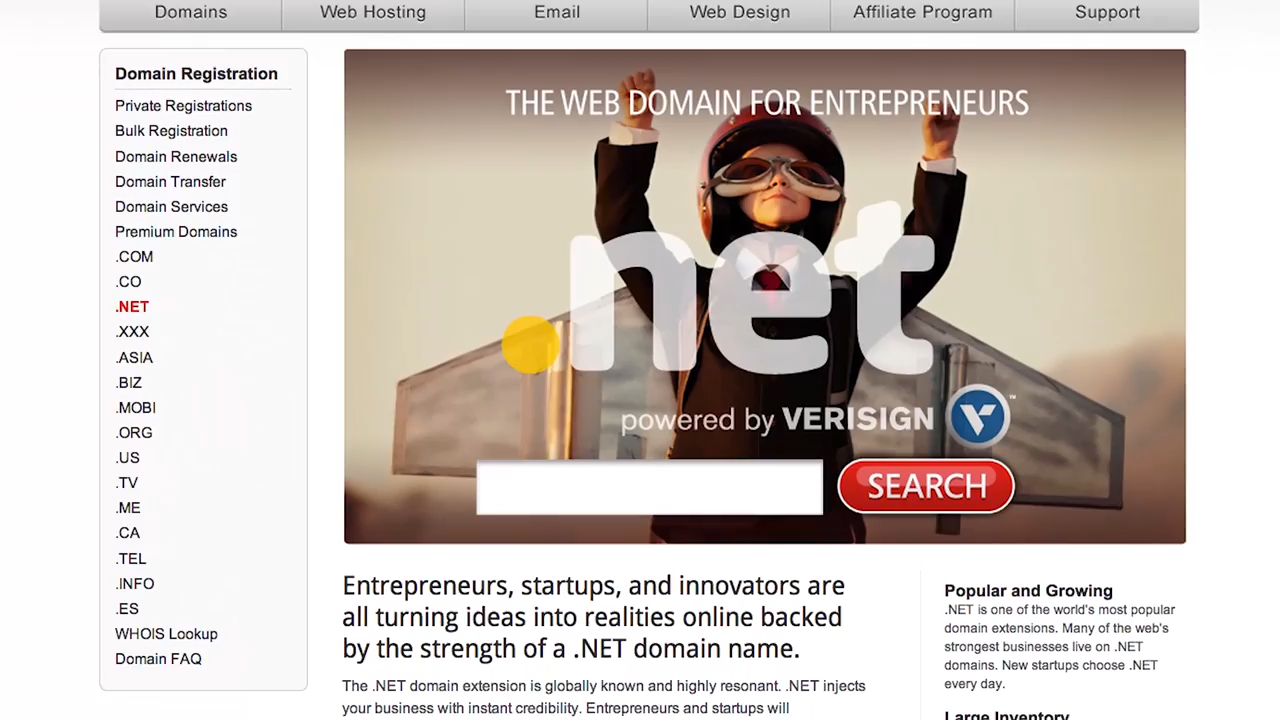 Domains
Web Hosting
Email
Web Design
Affiliate Program
Support
Domain Registration
Private Registrations
Bulk Registration
Domain Renewals
Domain Transfer
Domain Services
Premium Domains
.COM
.CO
.NET
.XXX
.ASIA
.BIZ
.MOBI
.ORG
.US
.TV
.ME
.CA
.TEL
.INFO
.ES
WHOIS Lookup
Domain FAQ
THE WEB DOMAIN FOR ENTREPRENEURS
.net
powered by VERISIGN ™
SEARCH
Entrepreneurs, startups, and innovators are
all turning ideas into realities online backed
by the strength of a .NET domain name.
The .NET domain extension is globally known and highly resonant. .NET injects
your business with instant credibility. Entrepreneurs and startups will
Popular and Growing
.NET is one of the world's most popular
domain extensions. Many of the web's
strongest businesses live on .NET
domains. New startups choose .NET
every day.
Large Inventory